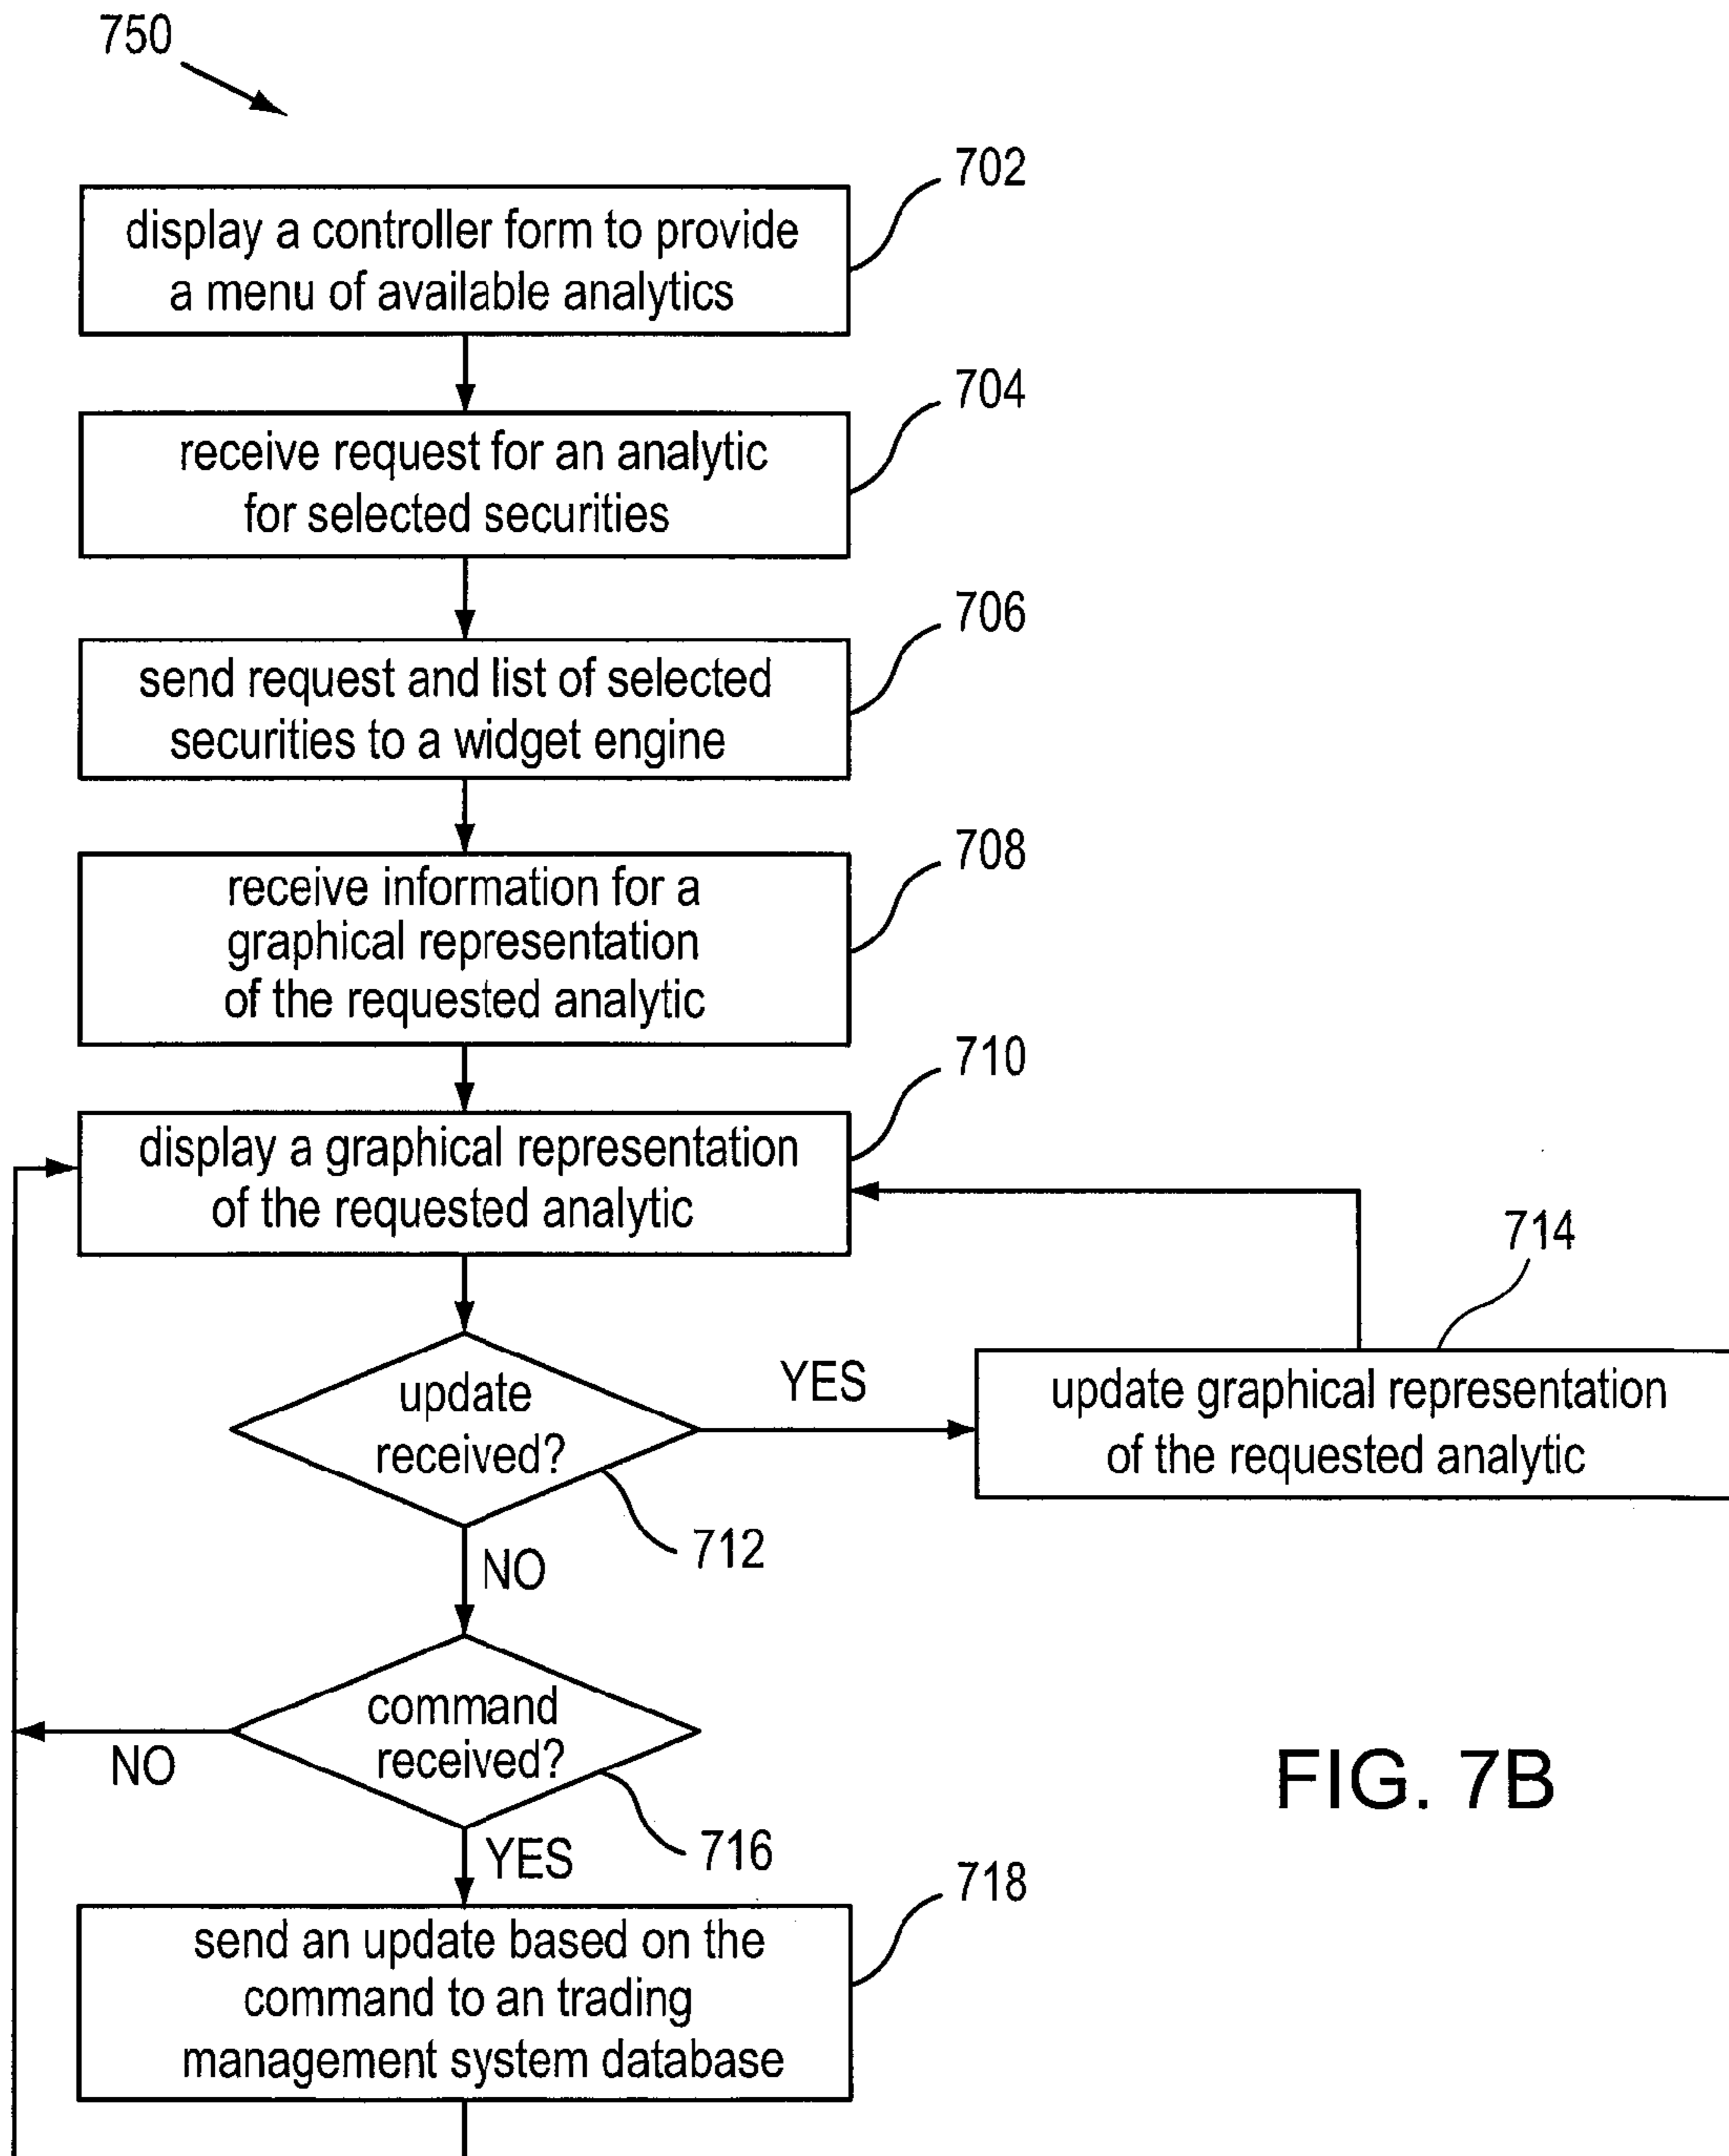 750
702
display a controller form to provide
a menu of available analytics
704
receive request for an analytic
for selected securities
706
send request and list of selected
securities to a widget engine
708
receive information for a
graphical representation
of the requested analytic
710
display a graphical representation
of the requested analytic
714
update
received?
YES
update graphical representation
of the requested analytic
712
NO
command
received?
NO
716
YES
718
send an update based on the
command to an trading
management system database
FIG. 7B